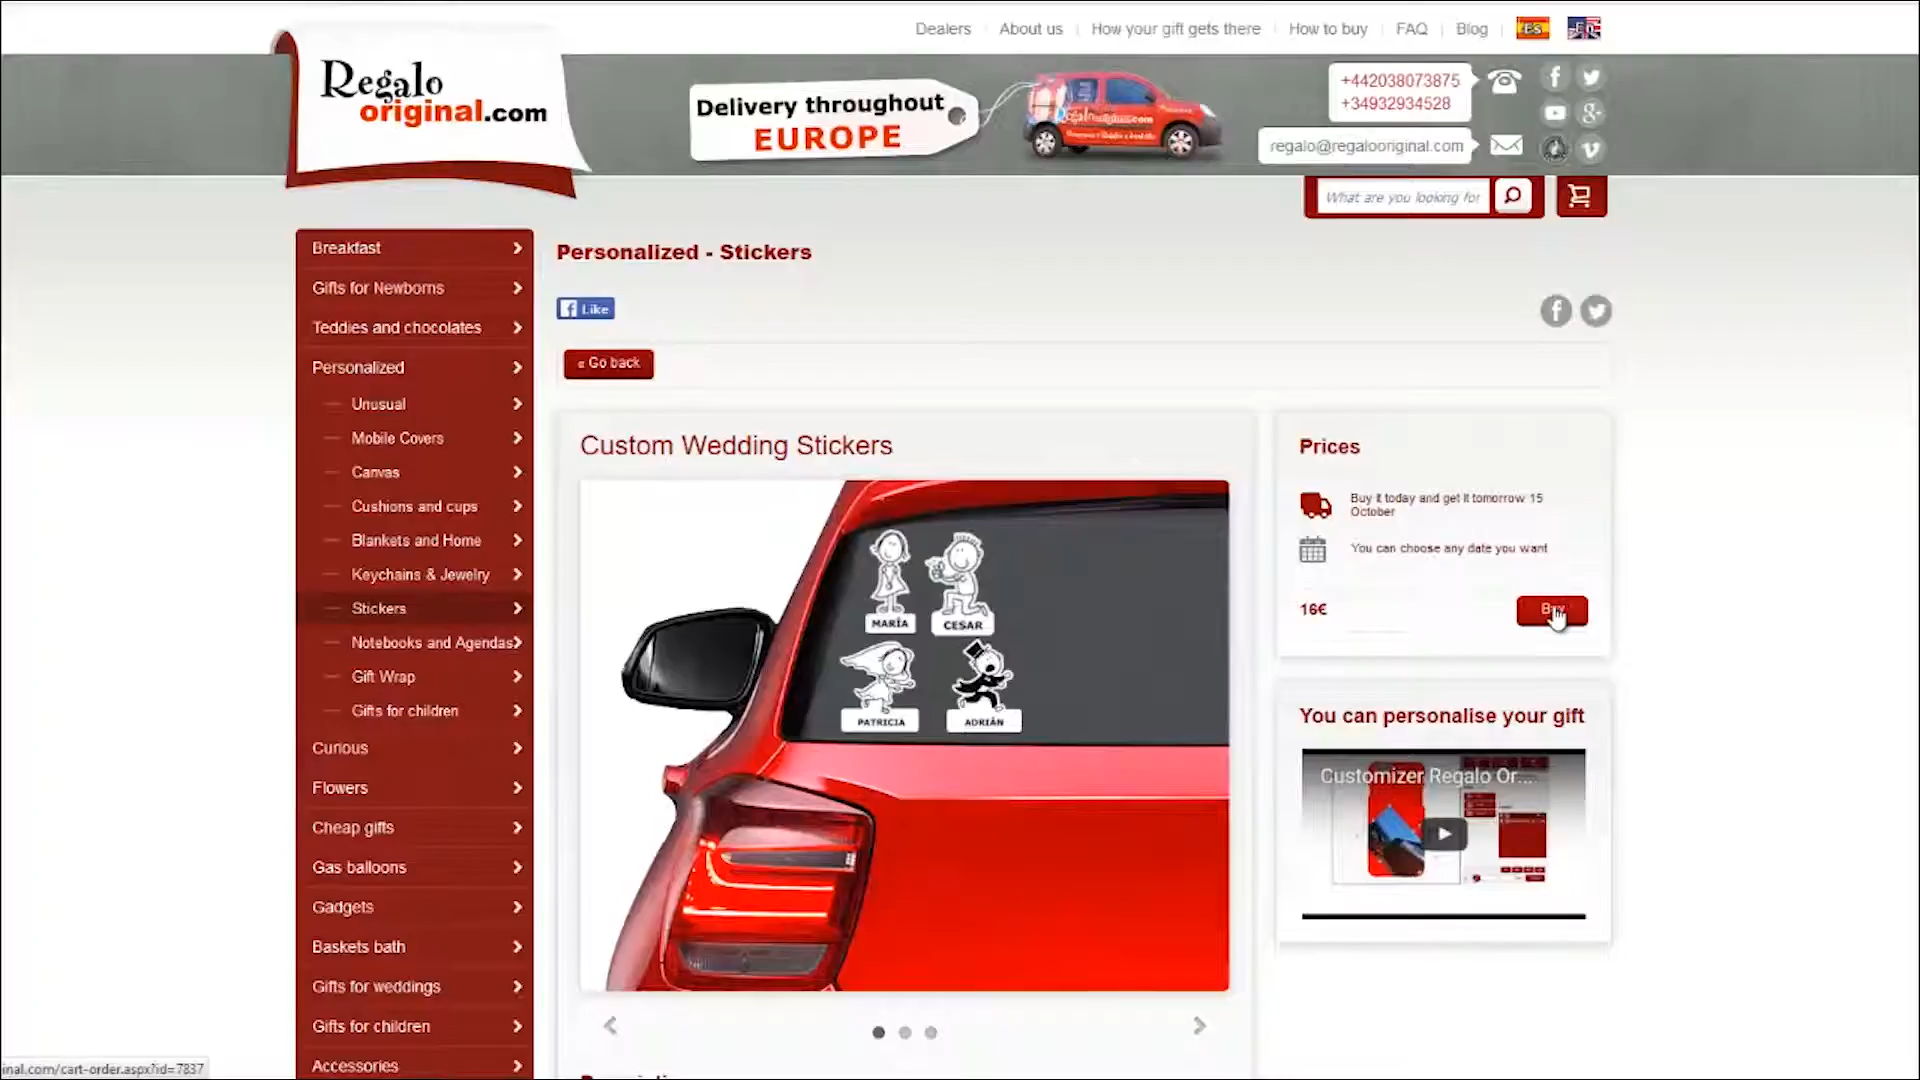 Dealers
About us
How your gift gets there
How to buy
FAQ
Blog
Es
En
Regalo
original.com
Delivery throughout
EUROPE
+442038073875
+34932934528
regalo@regalooriginal.com
What are you looking for
Breakfast
Gifts for Newborns
Teddies and chocolates
Personalized
Unusual
Mobile Covers
Canvas
Cushions and cups
Blankets and Home
Keychains & Jewelry
Stickers
Notebooks and Agendas
Gift Wrap
Gifts for children
Curious
Flowers
Cheap gifts
Gas balloons
Gadgets
Baskets bath
Gifts for weddings
Gifts for children
Accessories
Personalized - Stickers
Like
« Go back
Custom Wedding Stickers
MARÍA
CESAR
PATRICIA
ADRIÁN
Prices
Buy it today and get it tomorrow 15
October
You can choose any date you want
16€
Buy
You can personalise your gift
Customizer Regalo Or...
inal.com/cart-order.aspx?id=7837